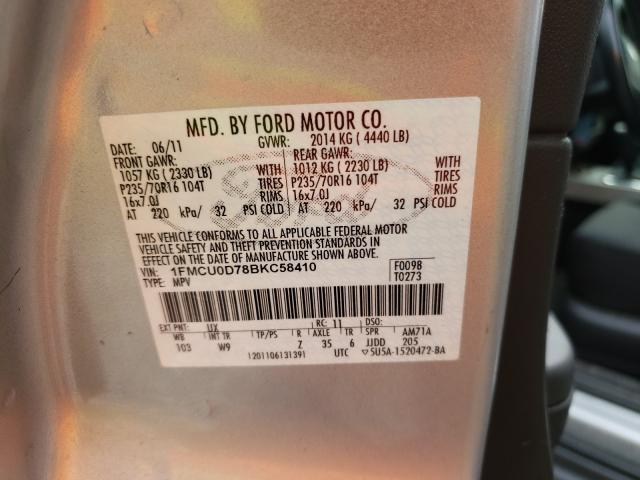 MFD. BY FORD MOTOR CO.
DATE: 06/11 GVWR: 2014 KG (4440 LB)
FRONT GAWR: REAR GAWR:
1057 KG (2330 LB) WITH 1012 KG (2230 LB) WITH
P235/70R16 104T TIRES P235/70R16 104T TIRES
16x7.0J RIMS 16x7.0J RIMS
AT 220 kPa/ 32 PSI COLD AT 220 kPa/ 32 PSI COLD
THIS VEHICLE CONFORMS TO ALL APPLICABLE FEDERAL MOTOR
VEHICLE SAFETY AND THEFT PREVENTION STANDARDS IN
EFFECT ON THE DATE OF MANUFACTURE SHOWN ABOVE.
VIN: 1FMCU0D78BKC58410 F0098
TYPE: MPV T0273
EXT PNT: UX RC: 11 DSO:
WB INT TR TP/PS R AXLE TR SPR AM71A
103 W9 Z 35 6 JJDD 205
1201106131391 UTC ▽5U5A-1520472-BA